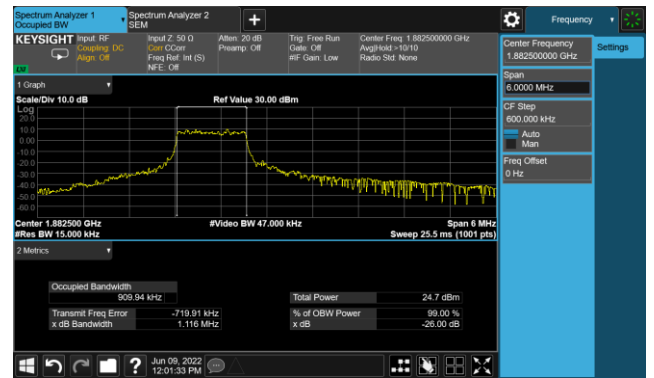 Spectrum Analyzer 1
Occupied BW
Spectrum Analyzer 2
SEM
Frequency
KEYSIGHT
Input: RF
Coupling: DC
Align: Off
Input Z: 50 Ω
Corr CCorr
Freq Ref: Int (S)
NFE: Off
Atten: 20 dB
Preamp: Off
Trig: Free Run
Gate: Off
#IF Gain: Low
Center Freq: 1.882500000 GHz
Avg|Hold:>10/10
Radio Std: None
LXI
Center Frequency
1.882500000 GHz
Settings
Span
6.0000 MHz
CF Step
600.000 kHz
Auto
Man
Freq Offset
0 Hz
1 Graph
Scale/Div 10.0 dB
Ref Value 30.00 dBm
Log
20.0
10.0
0.00
-10.0
-20.0
-30.0
-40.0
-50.0
-60.0
Center 1.882500 GHz
#Video BW 47.000 kHz
Span 6 MHz
#Res BW 15.000 kHz
Sweep 25.5 ms (1001 pts)
2 Metrics
Occupied Bandwidth
909.94 kHz
Total Power
24.7 dBm
Transmit Freq Error
-719.91 kHz
% of OBW Power
99.00 %
x dB Bandwidth
1.116 MHz
x dB
-26.00 dB
?
Jun 09, 2022
12:01:33 PM